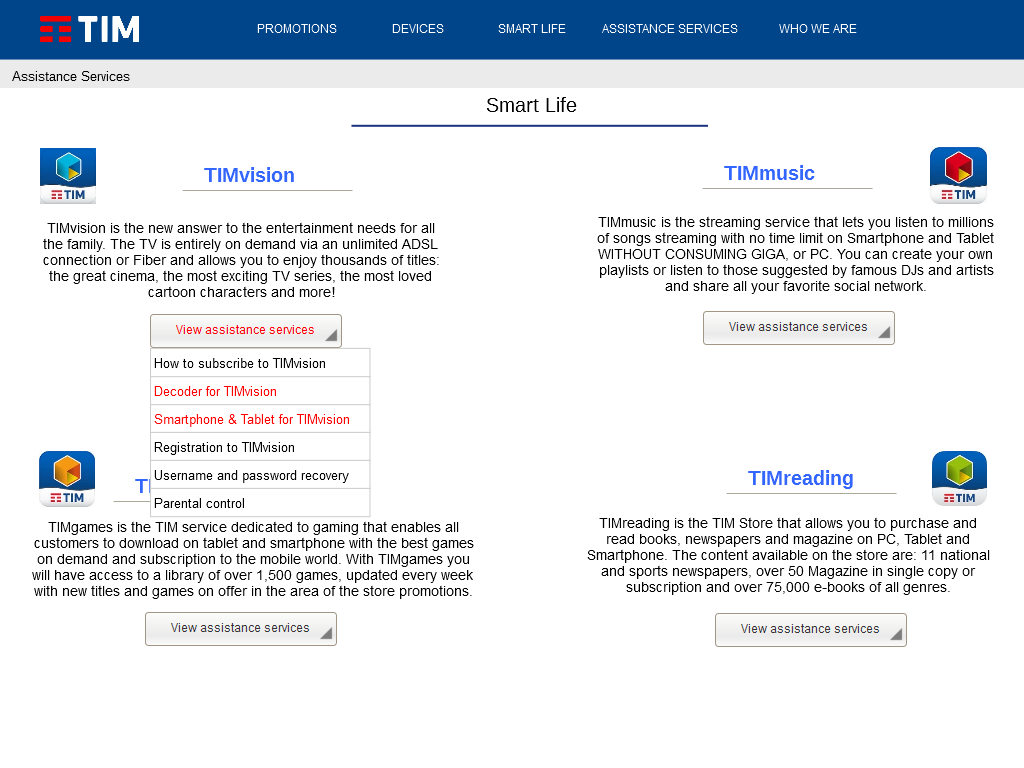 TIM
PROMOTIONS
DEVICES
SMART LIFE
ASSISTANCE SERVICES
WHO WE ARE
Assistance Services
Smart Life
TIM
TIMvision
TIMvision is the new answer to the entertainment needs for all
the family. The TV is entirely on demand via an unlimited ADSL
connection or Fiber and allows you to enjoy thousands of titles:
the great cinema, the most exciting TV series, the most loved
cartoon characters and more!
View assistance services
How to subscribe to TIMvision
Decoder for TIMvision
Smartphone & Tablet for TIMvision
Registration to TIMvision
Username and password recovery
Parental control
TIMmusic
TIM
TIMmusic is the streaming service that lets you listen to millions
of songs streaming with no time limit on Smartphone and Tablet
WITHOUT CONSUMING GIGA, or PC. You can create your own
playlists or listen to those suggested by famous DJs and artists
and share all your favorite social network.
View assistance services
TIM
TIMgames is the TIM service dedicated to gaming that enables all
customers to download on tablet and smartphone with the best games
on demand and subscription to the mobile world. With TIMgames you
will have access to a library of over 1,500 games, updated every week
with new titles and games on offer in the area of the store promotions.
View assistance services
TIMreading
TIM
TIMreading is the TIM Store that allows you to purchase and
read books, newspapers and magazine on PC, Tablet and
Smartphone. The content available on the store are: 11 national
and sports newspapers, over 50 Magazine in single copy or
subscription and over 75,000 e-books of all genres.
View assistance services